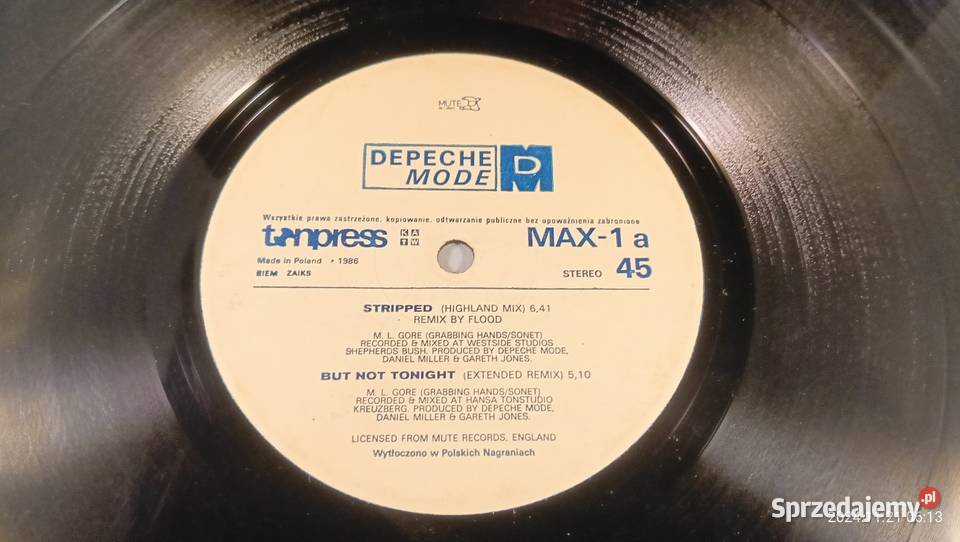 MUTE
DEPECHE
MODE
DM
Wszystkie prawa zastrzeżone, kopiowanie, odtwarzanie publiczne bez upoważnienia zabronione
tonpress KAW
MAX-1 a
Made in Poland • 1986
BIEM ZAIKS
STEREO 45
STRIPPED (HIGHLAND MIX) 6,41
REMIX BY FLOOD
M. L. GORE (GRABBING HANDS/SONET)
RECORDED & MIXED AT WESTSIDE STUDIOS
SHEPHERDS BUSH. PRODUCED BY DEPECHE MODE,
DANIEL MILLER & GARETH JONES.
BUT NOT TONIGHT (EXTENDED REMIX) 5,10
M. L. GORE (GRABBING HANDS/SONET)
RECORDED & MIXED AT HANSA TONSTUDIO
KREUZBERG. PRODUCED BY DEPECHE MODE,
DANIEL MILLER & GARETH JONES.
LICENSED FROM MUTE RECORDS, ENGLAND
Wytłoczono w Polskich Nagraniach
Sprzedajemy .pl